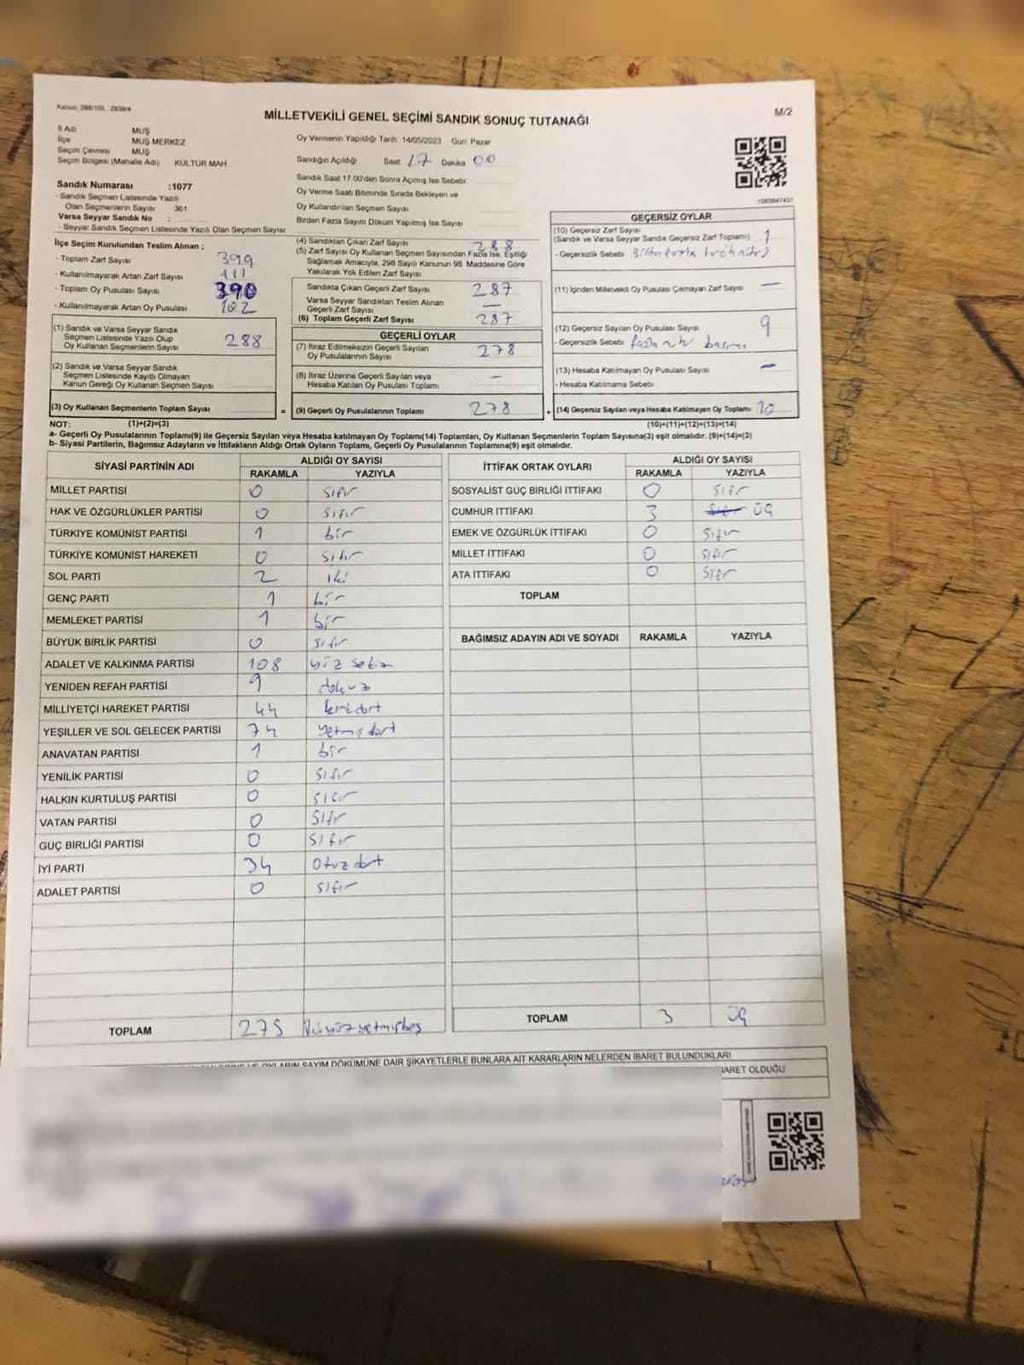 MİLLETVEKİLİ GENEL SEÇİMİ SANDIK SONUÇ TUTANAĞI
M/2
İl Adı MUŞ
İlçe MUŞ MERKEZ
Seçim Çevresi MUŞ
Seçim Bölgesi (Mahalle Adı) KÜLTÜR MAH
Sandık Numarası :1077
- Sandık Seçmen Listesinde Yazılı
Olan Seçmenlerin Sayısı 361
Varsa Seyyar Sandık No :
- Seyyar Sandık Listesinde Yazılı Olan Seçmen Sayısı
Oy Vermenin Yapıldığı Tarih 14/05/2023 Gün: Pazar
Sandığın Açıldığı Saat 17 Dakika 00
Sandık Saat 17.00'den Sonra Açılmış İse Sebebi
Oy Verme Saati Bitiminde Sırada Bekleyen ve
Oy Kullandırılan Seçmen Sayısı
Birden Fazla Sayım Döküm Yapılmış İse Sayısı
İlçe Seçim Kurulundan Teslim Alınan ;
- Toplam Zarf Sayısı 399
- Kullanılmayarak Artan Zarf Sayısı 111
- Toplam Oy Pusulası Sayısı 390
- Kullanılmayarak Artan Oy Pusulası 102
(4) Sandıktan Çıkan Zarf Sayısı 288
(5) Zarf Sayısı Oy Kullanan Seçmen Sayısından Fazla İse, Eşitliği
Sağlamak Amacıyla, 298 Sayılı Kanunun 98. Maddesine Göre
Yakılarak Yok Edilen Zarf Sayısı
Sandıkta Çıkan Geçerli Zarf Sayısı 287
Varsa Seyyar Sandıktan Teslim Alınan
Geçerli Zarf Sayısı —
(6) Toplam Geçerli Zarf Sayısı 287
GEÇERSİZ OYLAR
(10) Geçersiz Zarf Sayısı
(Sandık ve Varsa Seyyar Sandık Geçersiz Zarf Toplamı) 1
- Geçersizlik Sebebi
(11) İçinden Milletvekili Oy Pusulası Çıkmayan Zarf Sayısı —
(12) Geçersiz Sayılan Oy Pusulası Sayısı 9
- Geçersizlik Sebebi fazla
(13) Hesaba Katılmayan Oy Pusulası Sayısı —
- Hesaba Katılmama Sebebi
(14) Geçersiz Sayılan veya Hesaba Katılmayan Oy Toplamı 10
(10)+(11)+(12)+(13)=(14)
(1) Sandık ve Varsa Seyyar Sandık
Seçmen Listesinde Yazılı Olup
Oy Kullanan Seçmenlerin Sayısı 288
(2) Sandık ve Varsa Seyyar Sandık
Seçmen Listesinde Kayıtlı Olmayan
Kanun Gereği Oy Kullanan Seçmen Sayısı
(3) Oy Kullanan Seçmenlerin Toplam Sayısı =
(1)+(2)=(3)
GEÇERLİ OYLAR
(7) İtiraz Edilmeksizin Geçerli Sayılan
Oy Pusulalarının Sayısı 278
(8) İtiraz Üzerine Geçerli Sayılan veya
Hesaba Katılan Oy Pusulası Toplamı —
(9) Geçerli Oy Pusulalarının Toplamı 278 +
NOT:
a- Geçerli Oy Pusulalarının Toplamı(9) ile Geçersiz Sayılan veya Hesaba katılmayan Oy Toplamı(14) Toplamları, Oy Kullanan Seçmenlerin Toplam Sayısına(3) eşit olmalıdır. (9)+(14)=(3)
b- Siyasi Partilerin, Bağımsız Adayların ve İttifakların Aldığı Ortak Oyların Toplamı, Geçerli Oy Pusulalarının Toplamına(9) eşit olmalıdır.
SİYASİ PARTİNİN ADI ALDIĞI OY SAYISI
RAKAMLA YAZIYLA
MİLLET PARTİSİ 0 sıfır
HAK VE ÖZGÜRLÜKLER PARTİSİ 0 sıfır
TÜRKİYE KOMÜNİST PARTİSİ 1 bir
TÜRKİYE KOMÜNİST HAREKETİ 0 sıfır
SOL PARTİ 2 iki
GENÇ PARTİ 1 bir
MEMLEKET PARTİSİ 1 bir
BÜYÜK BİRLİK PARTİSİ 0 sıfır
ADALET VE KALKINMA PARTİSİ 108 yüz sekiz
YENİDEN REFAH PARTİSİ 9 dokuz
MİLLİYETÇİ HAREKET PARTİSİ 44 kırkdört
YEŞİLLER VE SOL GELECEK PARTİSİ 74 yetmişdört
ANAVATAN PARTİSİ 1 bir
YENİLİK PARTİSİ 0 sıfır
HALKIN KURTULUŞ PARTİSİ 0 sıfır
VATAN PARTİSİ 0 sıfır
GÜÇ BİRLİĞİ PARTİSİ 0 sıfır
İYİ PARTİ 34 otuz dört
ADALET PARTİSİ 0 sıfır
TOPLAM 275 ikiyüzyetmişbeş
İTTİFAK ORTAK OYLARI ALDIĞI OY SAYISI
RAKAMLA YAZIYLA
SOSYALİST GÜÇ BİRLİĞİ İTTİFAKI 0 sıfır
CUMHUR İTTİFAKI 3 sıfır üç
EMEK VE ÖZGÜRLÜK İTTİFAKI 0 sıfır
MİLLET İTTİFAKI 0 sıfır
ATA İTTİFAKI 0 sıfır
TOPLAM
BAĞIMSIZ ADAYIN ADI VE SOYADI RAKAMLA YAZIYLA
TOPLAM 3 üç
SAYIM DÖKÜMÜNE DAİR ŞİKAYETLERLE BUNLARA AİT KARARLARIN NELERDEN İBARET BULUNDUKLARI
İBARET OLDUĞU